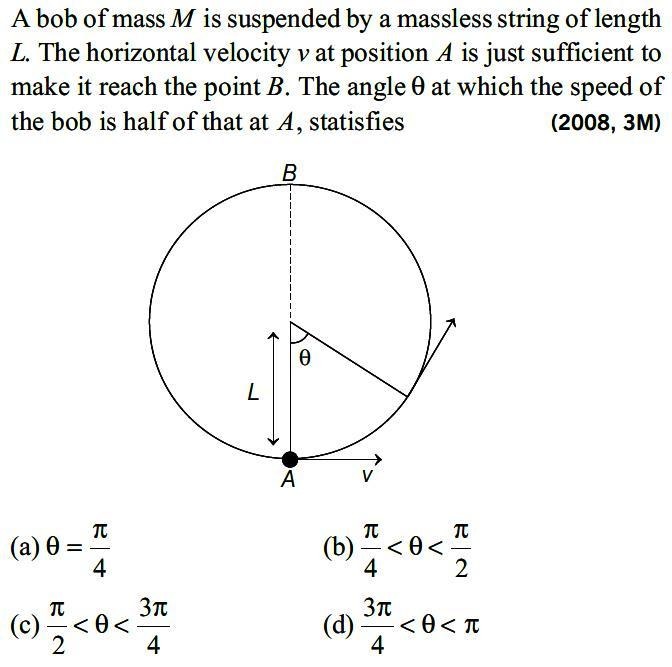 A bob of mass M is suspended by a massless string of length
L. The horizontal velocity v at position A is just sufficient to
make it reach the point B. The angle θ at which the speed of
the bob is half of that at A, statisfies (2008, 3M)
B
θ
L
A
v
(a) θ = π/4 (b) π/4 < θ < π/2
(c) π/2 < θ < 3π/4 (d) 3π/4 < θ < π